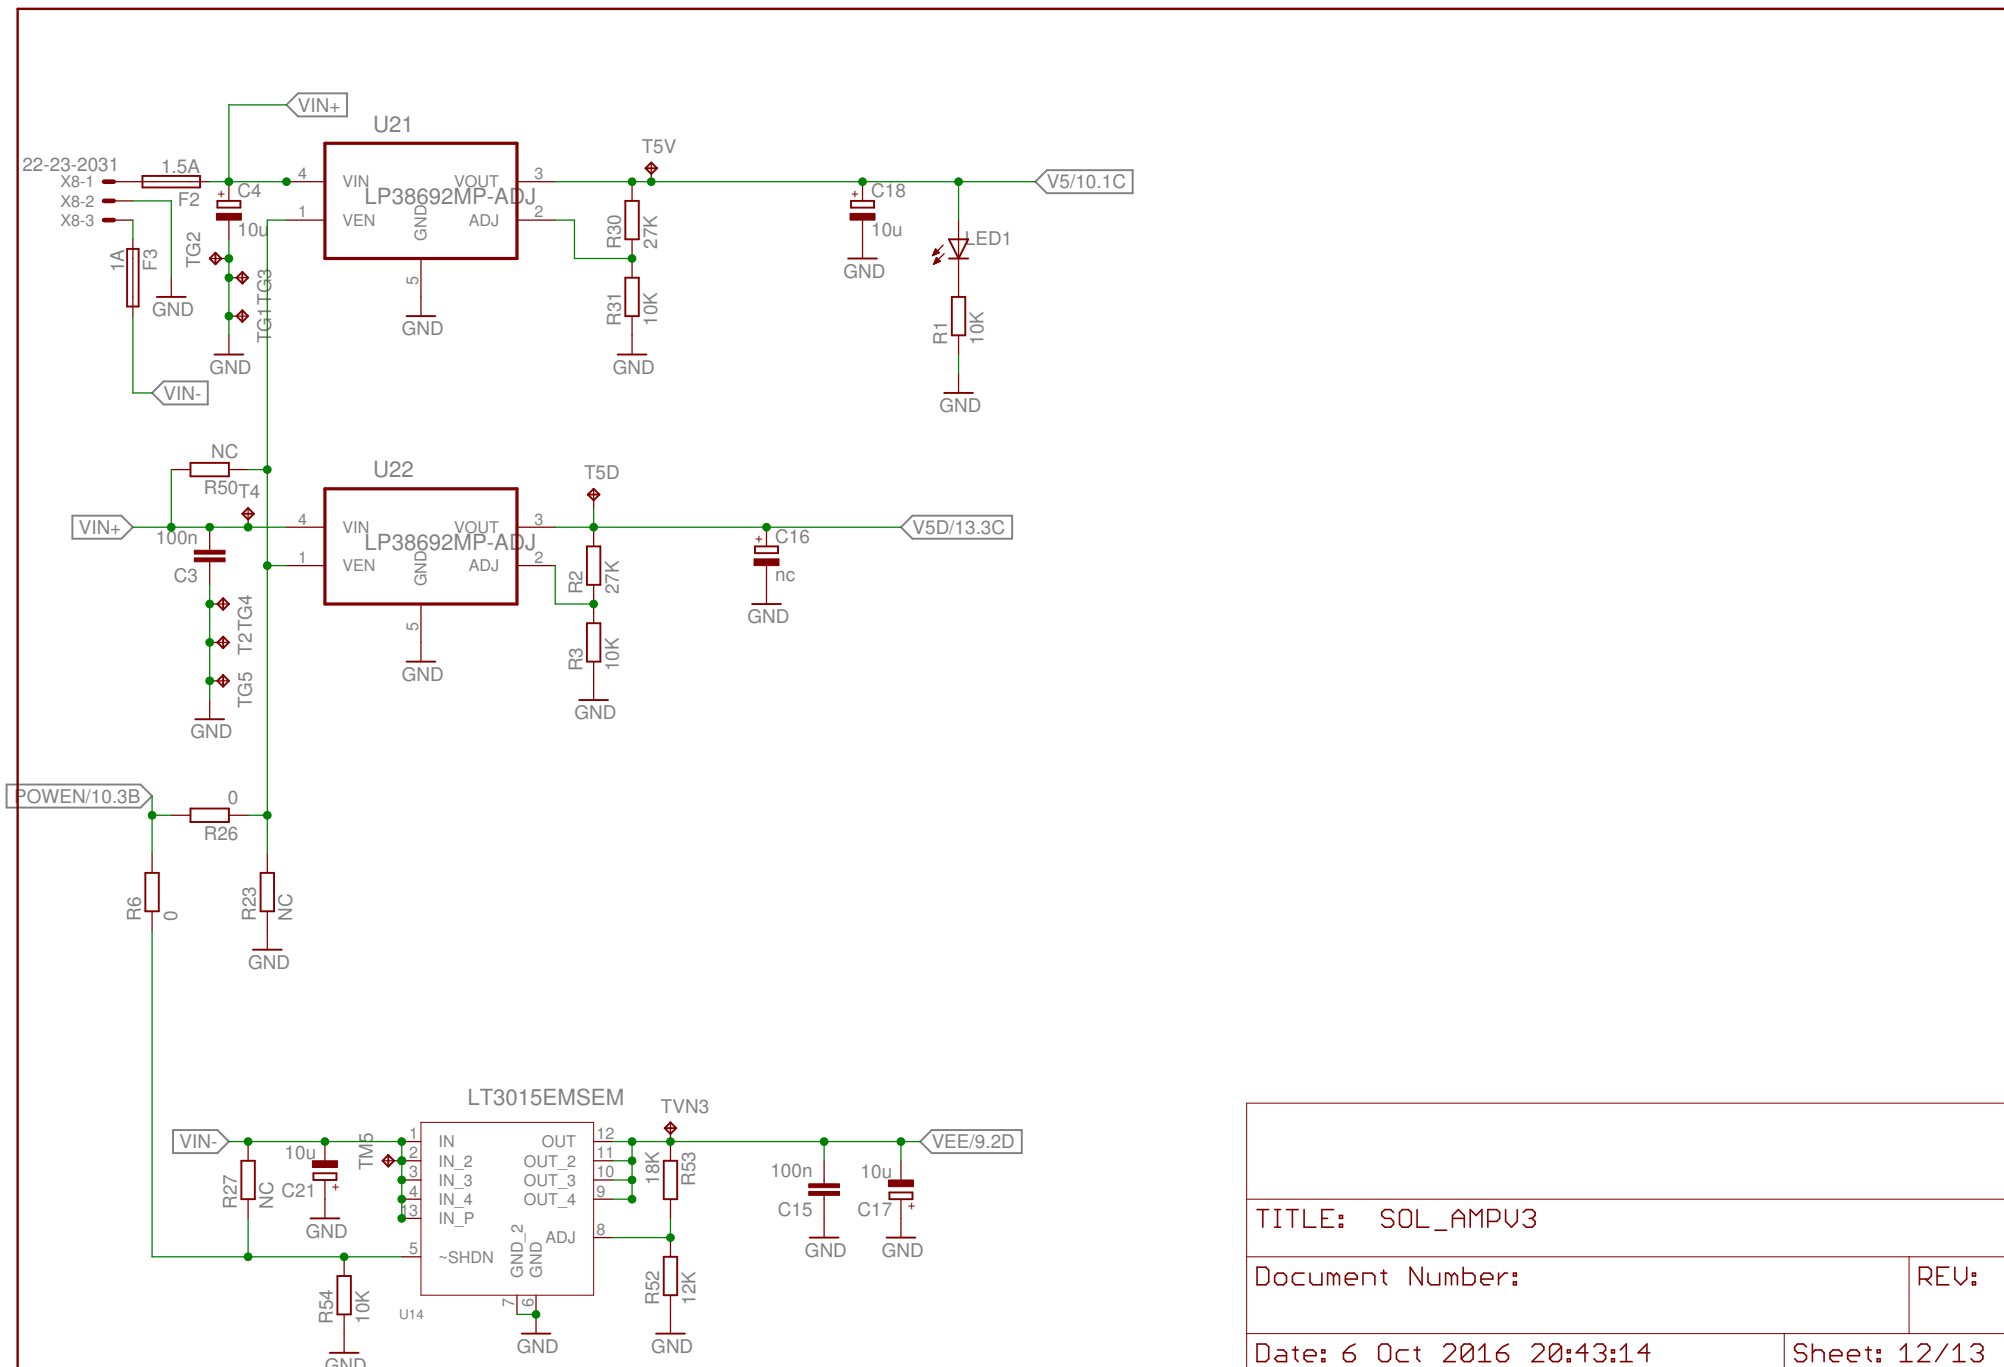 VIN+
U21
T5V
22-23-2031
1.5A
X8-1
F2
C4
4
VIN
VOUT
3
V5/10.1C
LP38692MP-ADJ
C18
X8-2
X8-3
10u
1
VEN
GND
ADJ
2
R30
27K
10u
LED1
1A
F3
TG2
TG3
TG1
5
R31
10K
GND
GND
GND
R1
10K
GND
GND
VIN-
GND
NC
U22
T5D
R50
T4
VIN+
100n
4
VIN
VOUT
3
V5D/13.3C
LP38692MP-ADJ
C16
C3
1
VEN
GND
ADJ
2
R2
27K
nc
TG4
T2
GND
5
R3
10K
TG5
GND
GND
GND
POWEN/10.3B
0
R26
R6
0
R23
NC
GND
LT3015EMSEM
TVN3
VIN-
TM5
1
IN
OUT
12
VEE/9.2D
10u
2
IN_2
OUT_2
11
18K
R53
100n
10u
R27
NC
C21
3
IN_3
OUT_3
10
4
IN_4
OUT_4
9
C15
C17
13
IN_P
GND
GND_2
GND
ADJ
8
GND
GND
5
~SHDN
R52
12K
R54
10K
U14
7
6
GND
GND
GND
TITLE: SOL_AMPV3
Document Number:
REV:
Date: 6 Oct 2016 20:43:14
Sheet: 12/13